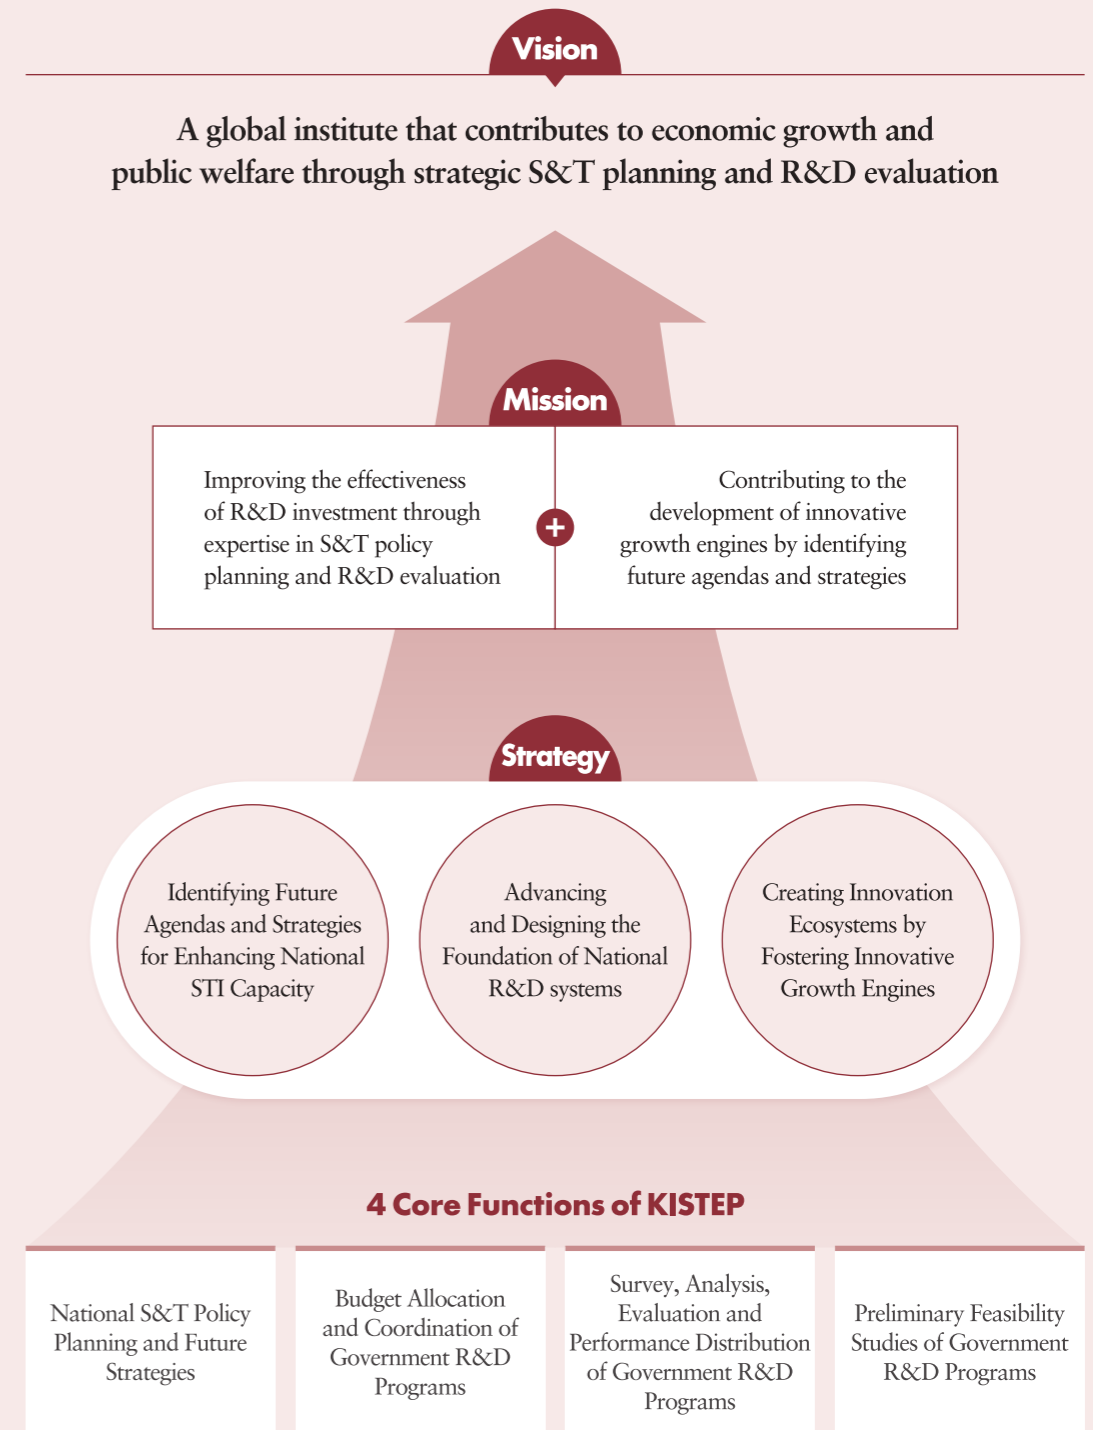 Vision
A global institute that contributes to economic growth and
public welfare through strategic S&T planning and R&D evaluation
Mission
Improving the effectiveness
of R&D investment through
expertise in S&T policy
planning and R&D evaluation
+
Contributing to the
development of innovative
growth engines by identifying
future agendas and strategies
Strategy
Identifying Future
Agendas and Strategies
for Enhancing National
STI Capacity
Advancing
and Designing the
Foundation of National
R&D systems
Creating Innovation
Ecosystems by
Fostering Innovative
Growth Engines
4 Core Functions of KISTEP
National S&T Policy
Planning and Future
Strategies
Budget Allocation
and Coordination of
Government R&D
Programs
Survey, Analysis,
Evaluation and
Performance Distribution
of Government R&D
Programs
Preliminary Feasibility
Studies of Government
R&D Programs